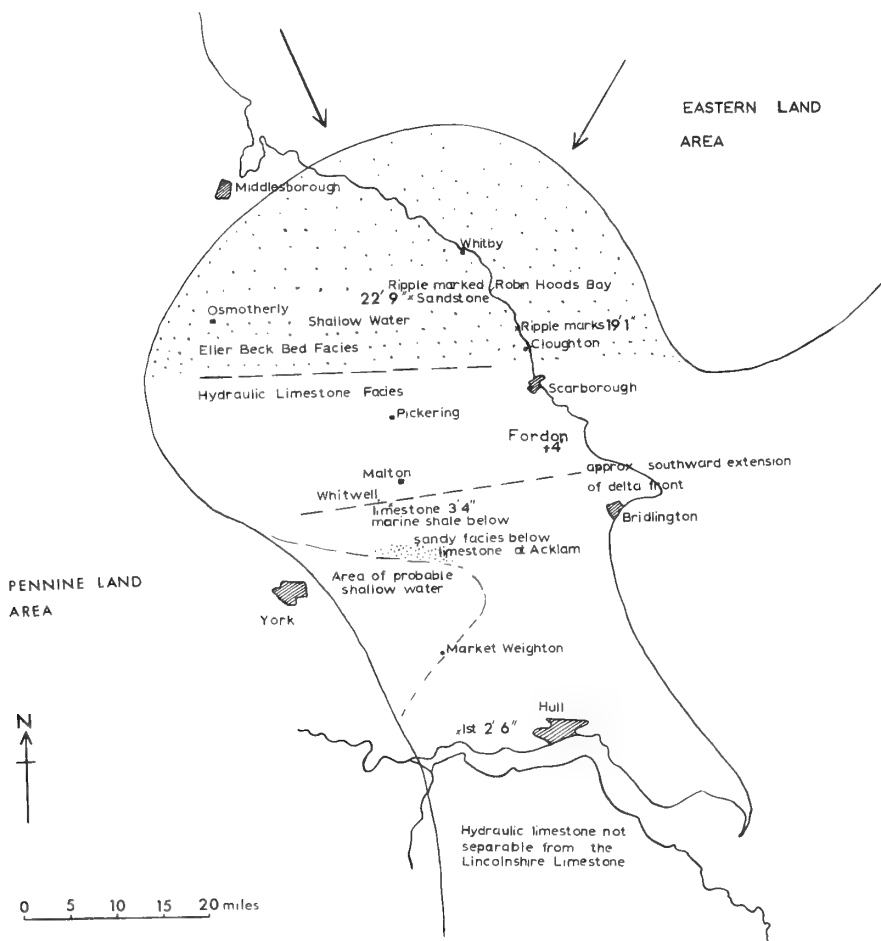 EASTERN LAND
AREA
Middlesborough
Whitby
Ripple marked Robin Hoods Bay
22' 9" x Sandstone
Osmotherly
Shallow Water
Ripple marks 19'1"
Cloughton
Eller Beck Bed Facies
Scarborough
Hydraulic Limestone Facies
Pickering
Fordon
+4'
approx southward extension
of delta front
Malton
Whitwell
limestone 3'4"
marine shale below
Bridlington
sandy facies below
limestone at Acklam
PENNINE LAND
AREA
Area of probable
shallow water
York
Market Weighton
Hull
x lst 2' 6"
N
Hydraulic limestone not
separable from the
Lincolnshire Limestone
0 5 10 15 20 miles